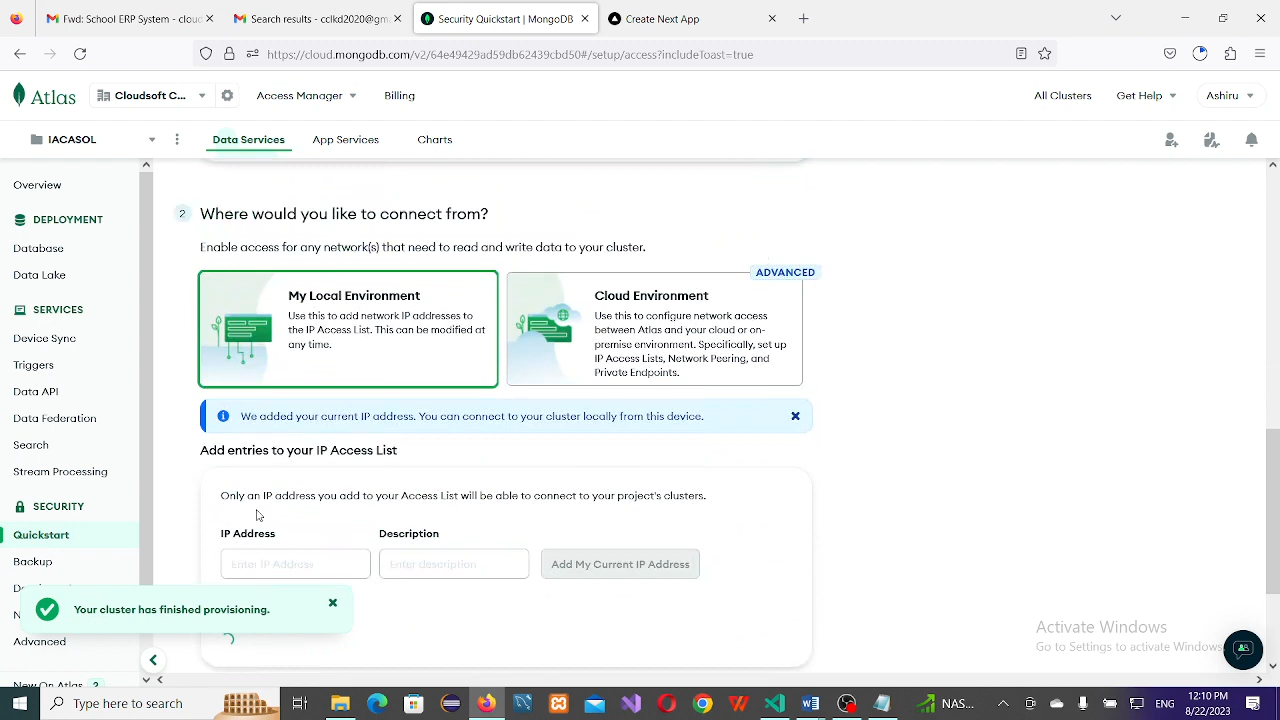 Fwd: School ERP System - clou
Search results - cclkd2020@gm
Security Quickstart | MongoDB
Create Next App
https://cloud.mongodb.com/v2/64e49429ad59db62439cbd50#/setup/access?includeToast=true
Atlas
Cloudsoft C...
Access Manager
Billing
All Clusters
Get Help
Ashiru
IACASOL
Data Services
App Services
Charts
Overview
DEPLOYMENT
Database
Data Lake
SERVICES
Device Sync
Triggers
Data API
Data Federation
Search
Stream Processing
SECURITY
Quickstart
Backup
Advanced
New On Atlas 2
2 Where would you like to connect from?
Enable access for any network(s) that need to read and write data to your cluster.
My Local Environment
Use this to add network IP addresses to
the IP Access List. This can be modified at
any time.
ADVANCED
Cloud Environment
Use this to configure network access
between Atlas and your cloud or on-
premise environment. Specifically, set up
IP Access Lists, Network Peering, and
Private Endpoints.
We added your current IP address. You can connect to your cluster locally from this device.
Add entries to your IP Access List
Only an IP address you add to your Access List will be able to connect to your project's clusters.
IP Address
Description
Enter IP Address
Enter description
Add My Current IP Address
Your cluster has finished provisioning.
Activate Windows
Go to Settings to activate Windows.
Type here to search
NAS...
ENG
12:10 PM
8/22/2023